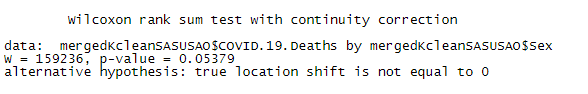 Wilcoxon rank sum test with continuity correction
data:  mergedKcleanSASUSAO$COVID.19.Deaths by mergedKcleanSASUSAO$Sex
W = 159236, p-value = 0.05379
alternative hypothesis: true location shift is not equal to 0